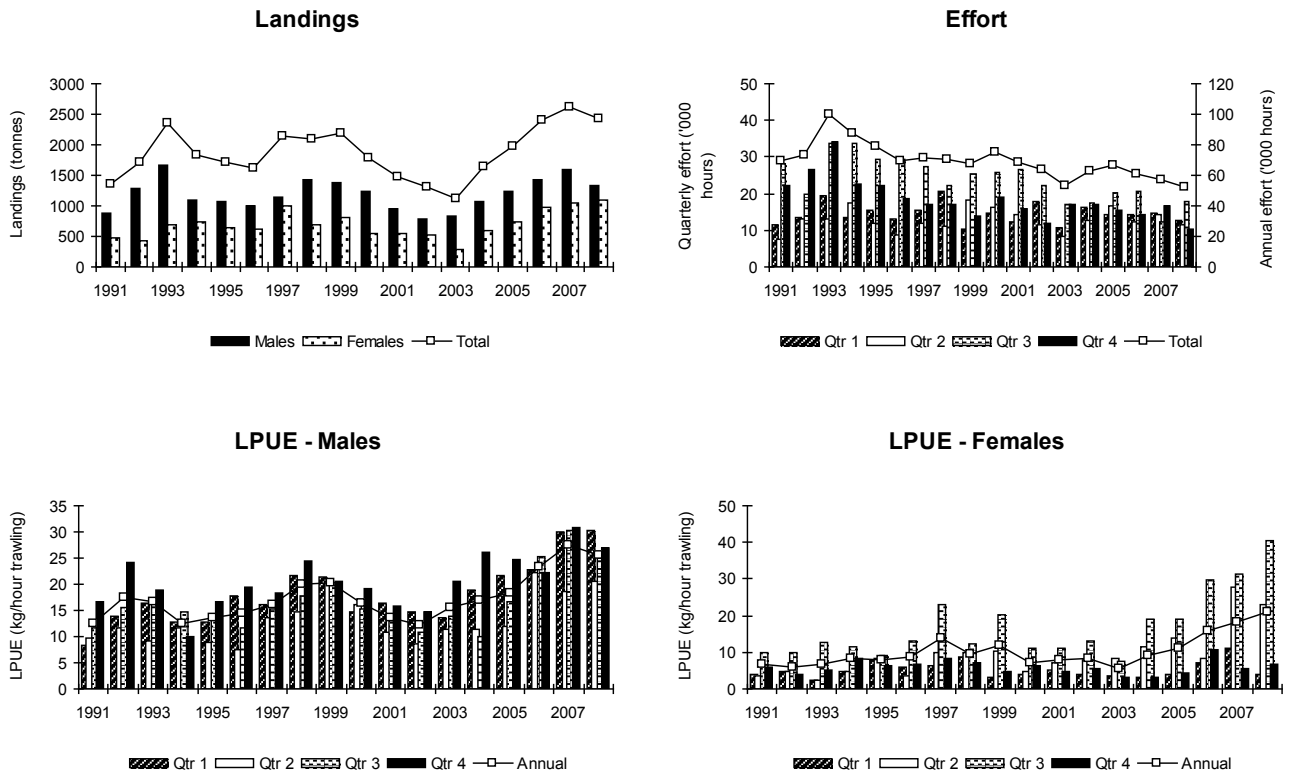 Landings
Landings (tonnes)
3000
2500
2000
1500
1000
500
0
1991 1993 1995 1997 1999 2001 2003 2005 2007
Males Females Total
Effort
Quarterly effort ('000
hours)
50
40
30
20
10
0
120
100
80
60
40
20
0
Annual effort ('000 hours)
1991 1993 1995 1997 1999 2001 2003 2005 2007
Qtr 1 Qtr 2 Qtr 3 Qtr 4 Total
LPUE - Males
LPUE (kg/hour trawling)
35
30
25
20
15
10
5
0
1991 1993 1995 1997 1999 2001 2003 2005 2007
Qtr 1 Qtr 2 Qtr 3 Qtr 4 Annual
LPUE - Females
LPUE (kg/hour trawling)
50
40
30
20
10
0
1991 1993 1995 1997 1999 2001 2003 2005 2007
Qtr 1 Qtr 2 Qtr 3 Qtr 4 Annual